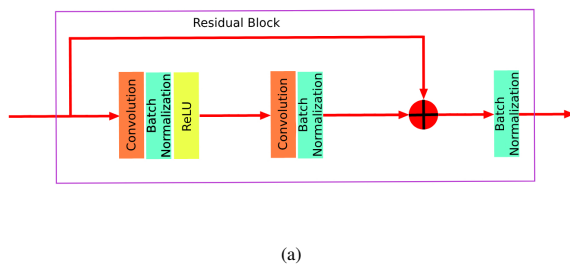 Residual Block
Convolution
Batch
Normalization
ReLU
Convolution
Batch
Normalization
Batch
Normalization
(a)